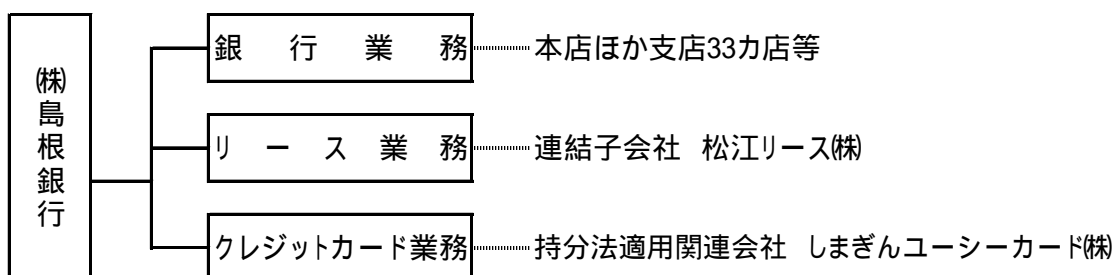 ㈱島根銀行
銀行業務 本店ほか支店33カ店等
リース業務 連結子会社 松江リース㈱
クレジットカード業務 持分法適用関連会社 しまぎんユーシーカード㈱